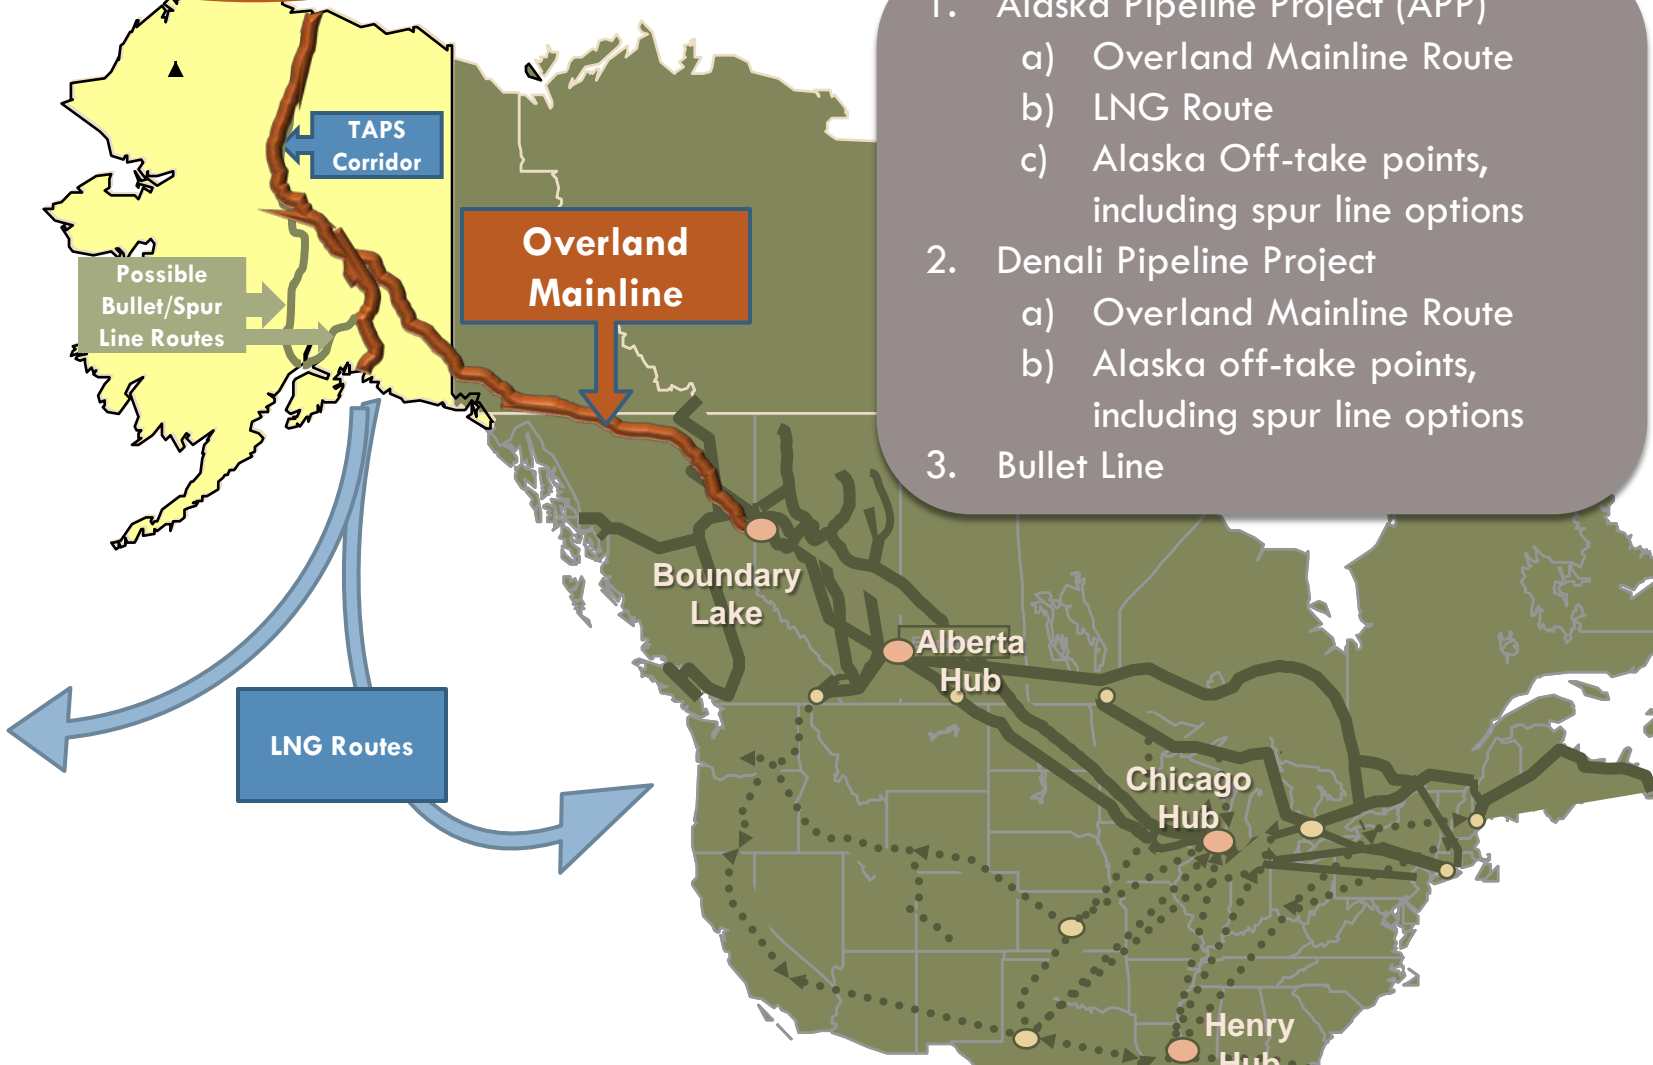 1. Alaska Pipeline Project (APP)
a) Overland Mainline Route
b) LNG Route
c) Alaska Off-take points,
including spur line options
2. Denali Pipeline Project
a) Overland Mainline Route
b) Alaska off-take points,
including spur line options
3. Bullet Line
TAPS
Corridor
Overland
Mainline
Possible
Bullet/Spur
Line Routes
Boundary
Lake
Alberta
Hub
LNG Routes
Chicago
Hub
Henry
Hub